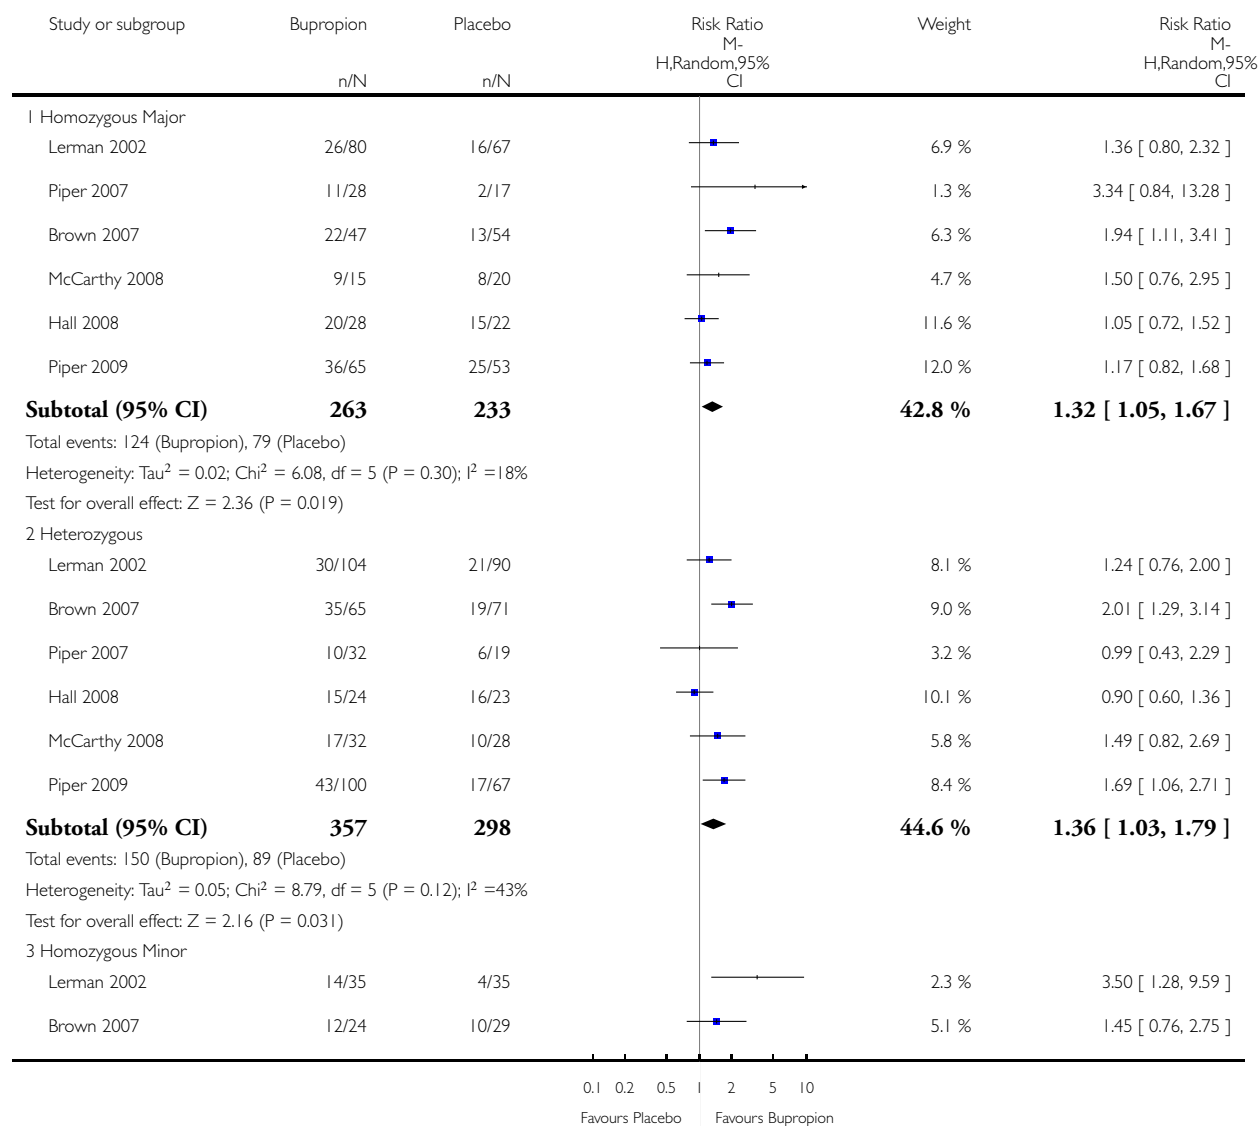 Study or subgroup Bupropion Placebo Risk Ratio Weight Risk Ratio
M- M-
H,Random,95% H,Random,95%
n/N n/N CI CI
1 Homozygous Major
Lerman 2002 26/80 16/67 6.9 % 1.36 [ 0.80, 2.32 ]
Piper 2007 11/28 2/17 1.3 % 3.34 [ 0.84, 13.28 ]
Brown 2007 22/47 13/54 6.3 % 1.94 [ 1.11, 3.41 ]
McCarthy 2008 9/15 8/20 4.7 % 1.50 [ 0.76, 2.95 ]
Hall 2008 20/28 15/22 11.6 % 1.05 [ 0.72, 1.52 ]
Piper 2009 36/65 25/53 12.0 % 1.17 [ 0.82, 1.68 ]
Subtotal (95% CI) 263 233 42.8 % 1.32 [ 1.05, 1.67 ]
Total events: 124 (Bupropion), 79 (Placebo)
Heterogeneity: Tau² = 0.02; Chi² = 6.08, df = 5 (P = 0.30); I² =18%
Test for overall effect: Z = 2.36 (P = 0.019)
2 Heterozygous
Lerman 2002 30/104 21/90 8.1 % 1.24 [ 0.76, 2.00 ]
Brown 2007 35/65 19/71 9.0 % 2.01 [ 1.29, 3.14 ]
Piper 2007 10/32 6/19 3.2 % 0.99 [ 0.43, 2.29 ]
Hall 2008 15/24 16/23 10.1 % 0.90 [ 0.60, 1.36 ]
McCarthy 2008 17/32 10/28 5.8 % 1.49 [ 0.82, 2.69 ]
Piper 2009 43/100 17/67 8.4 % 1.69 [ 1.06, 2.71 ]
Subtotal (95% CI) 357 298 44.6 % 1.36 [ 1.03, 1.79 ]
Total events: 150 (Bupropion), 89 (Placebo)
Heterogeneity: Tau² = 0.05; Chi² = 8.79, df = 5 (P = 0.12); I² =43%
Test for overall effect: Z = 2.16 (P = 0.031)
3 Homozygous Minor
Lerman 2002 14/35 4/35 2.3 % 3.50 [ 1.28, 9.59 ]
Brown 2007 12/24 10/29 5.1 % 1.45 [ 0.76, 2.75 ]
0.1 0.2 0.5 1 2 5 10
Favours Placebo Favours Bupropion